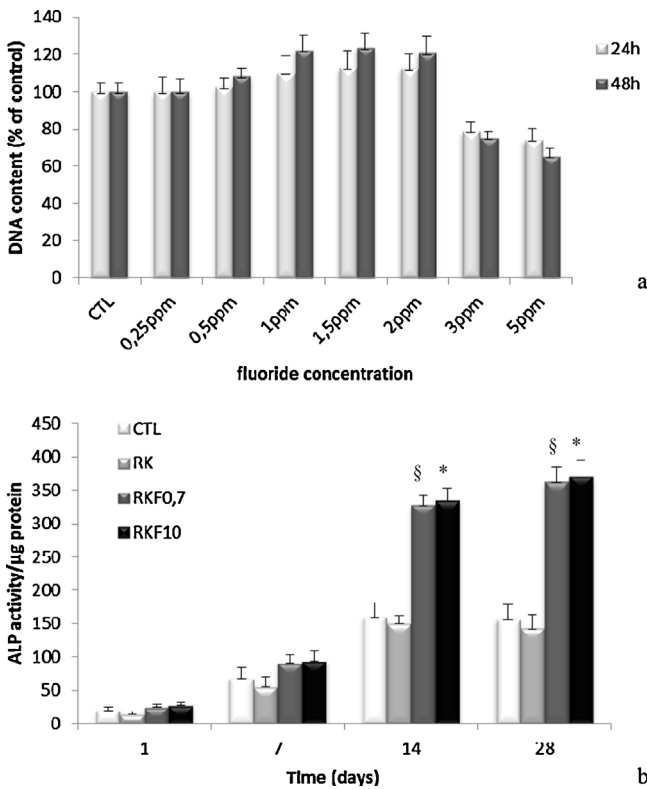 140
120
100
80
60
40
20
0
DNA content (% of control)
24h
48h
CTL
0,25ppm
0,5ppm
1ppm
1,5ppm
2ppm
3ppm
5ppm
fluoride concentration
a
450
400
350
300
250
200
150
100
50
0
ALP activity/µg protein
CTL
RK
RKF0,7
RKF10
§ *
§ *
1 7 14 28
Time (days)
b